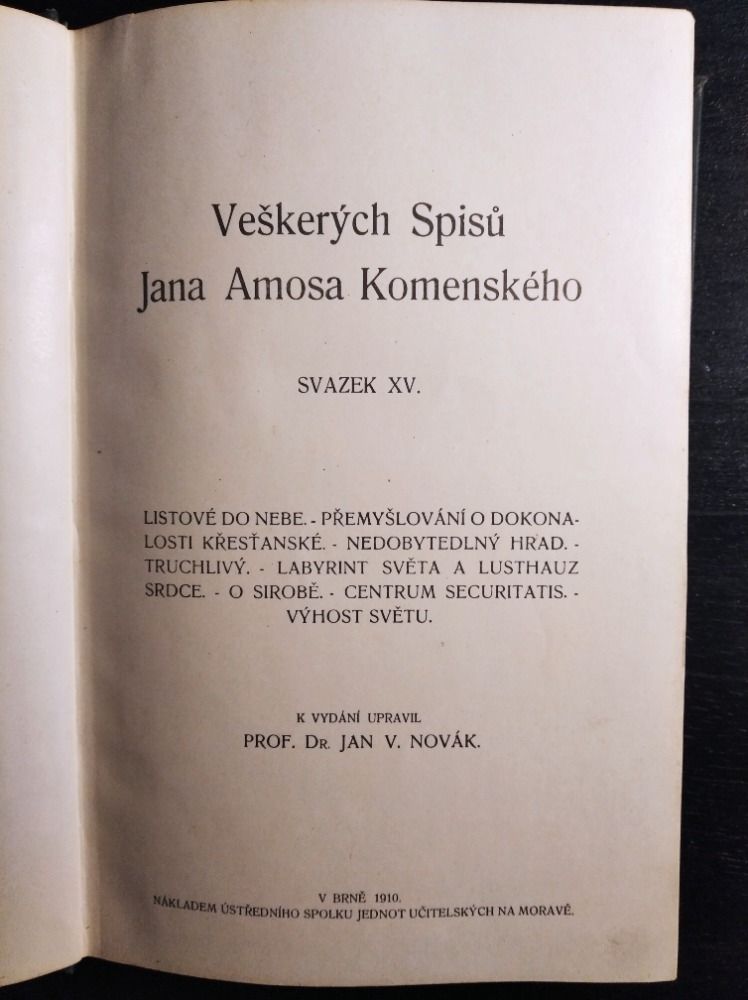 Veškerých Spisů
Jana Amosa Komenského
SVAZEK XV.
LISTOVÉ DO NEBE. - PŘEMYŠLOVÁNÍ O DOKONA-
LOSTI KŘESŤANSKÉ. - NEDOBYTEDLNÝ HRAD. -
TRUCHLIVÝ. - LABYRINT SVĚTA A LUSTHAUZ
SRDCE. - O SIROBĚ. - CENTRUM SECURITATIS. -
VÝHOST SVĚTU.
K VYDÁNÍ UPRAVIL
PROF. DR. JAN V. NOVÁK.
V BRNĚ 1910.
NÁKLADEM ÚSTŘEDNÍHO SPOLKU JEDNOT UČITELSKÝCH NA MORAVĚ.